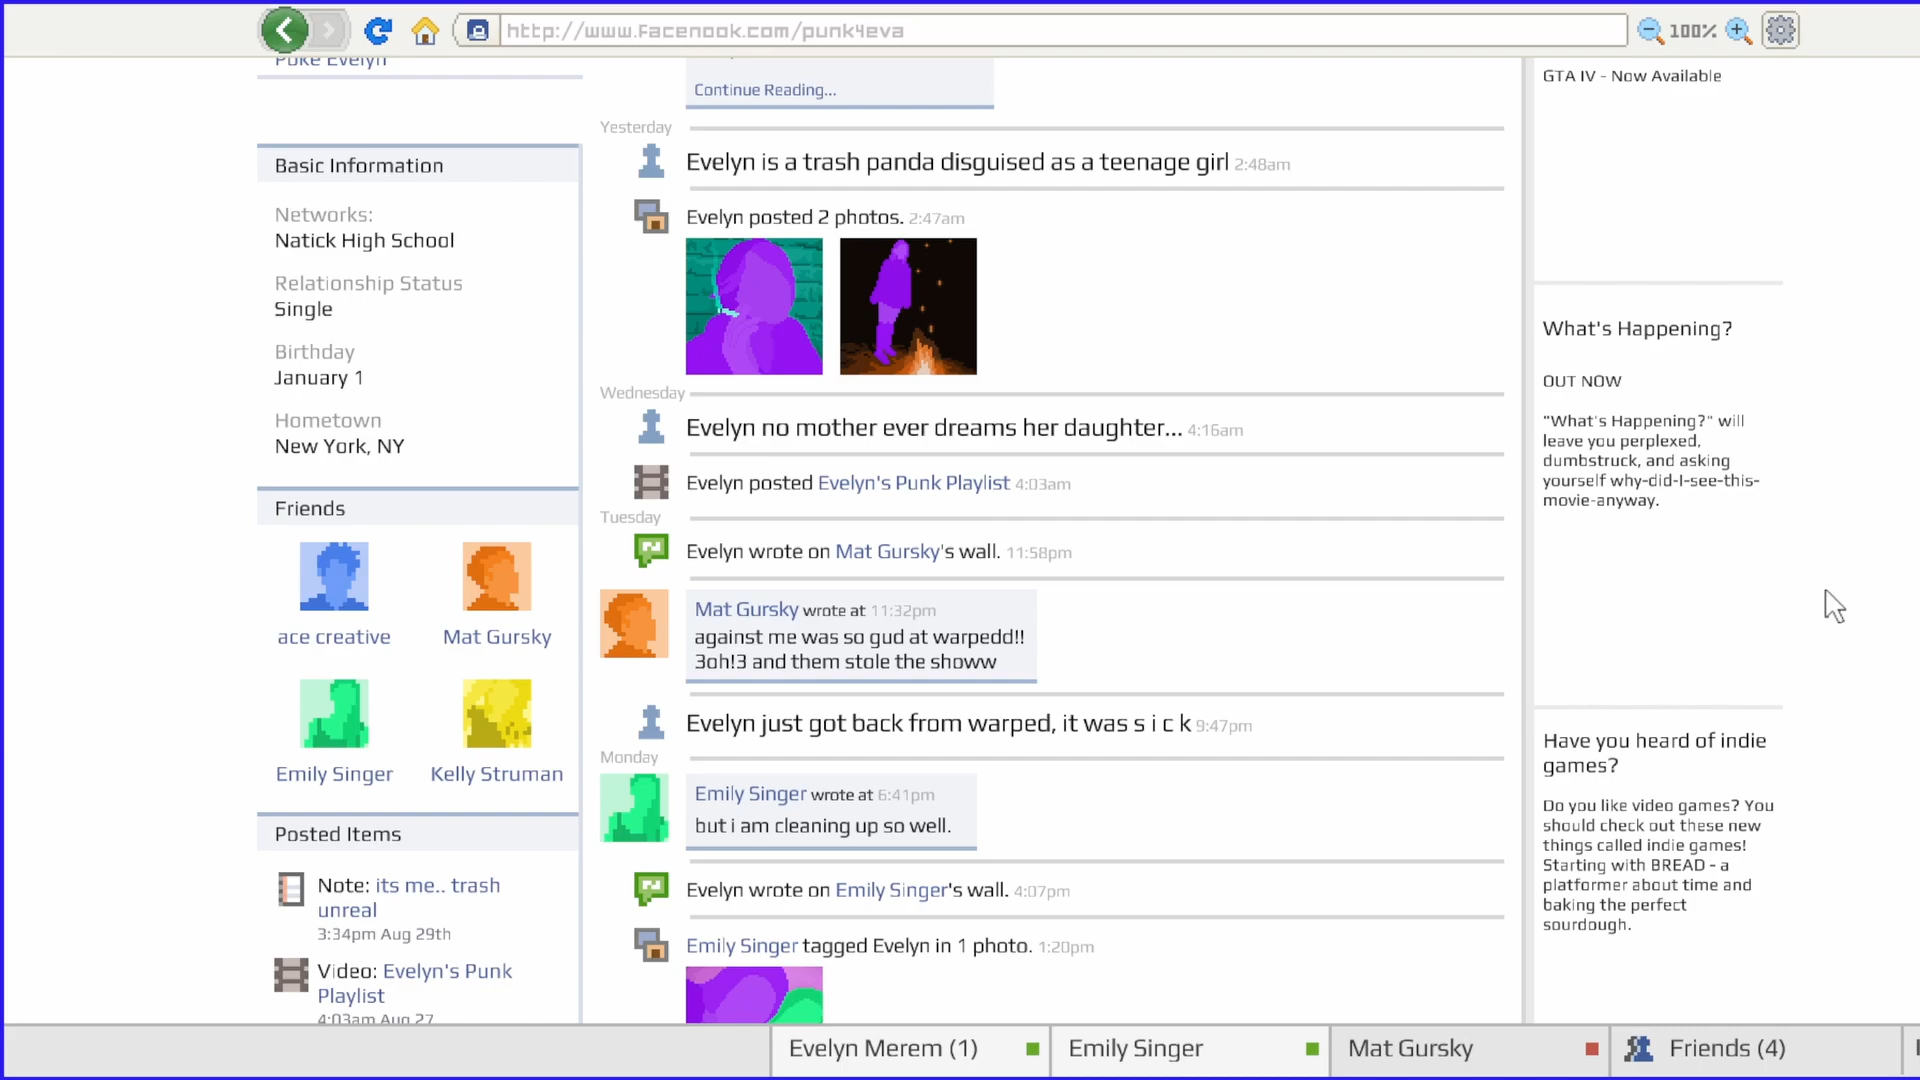 http://www.facenook.com/punk4eva
100%
Poke Evelyn
Basic Information
Networks:
Natick High School
Relationship Status
Single
Birthday
January 1
Hometown
New York, NY
Friends
ace creative
Mat Gursky
Emily Singer
Kelly Struman
Posted Items
Note: its me.. trash
unreal
3:34pm Aug 29th
Video: Evelyn's Punk
Playlist
4:03am Aug 27
Continue Reading...
Yesterday
Evelyn is a trash panda disguised as a teenage girl 2:48am
Evelyn posted 2 photos. 2:47am
Wednesday
Evelyn no mother ever dreams her daughter... 4:16am
Evelyn posted Evelyn's Punk Playlist 4:03am
Tuesday
Evelyn wrote on Mat Gursky's wall. 11:58pm
Mat Gursky wrote at 11:32pm
against me was so gud at warpedd!!
3oh!3 and them stole the showw
Evelyn just got back from warped, it was s i c k 9:47pm
Monday
Emily Singer wrote at 6:41pm
but i am cleaning up so well.
Evelyn wrote on Emily Singer's wall. 4:07pm
Emily Singer tagged Evelyn in 1 photo. 1:20pm
GTA IV - Now Available
What's Happening?
OUT NOW
"What's Happening?" will
leave you perplexed,
dumbstruck, and asking
yourself why-did-I-see-this-
movie-anyway.
Have you heard of indie
games?
Do you like video games? You
should check out these new
things called indie games!
Starting with BREAD - a
platformer about time and
baking the perfect
sourdough.
Evelyn Merem (1)
Emily Singer
Mat Gursky
Friends (4)